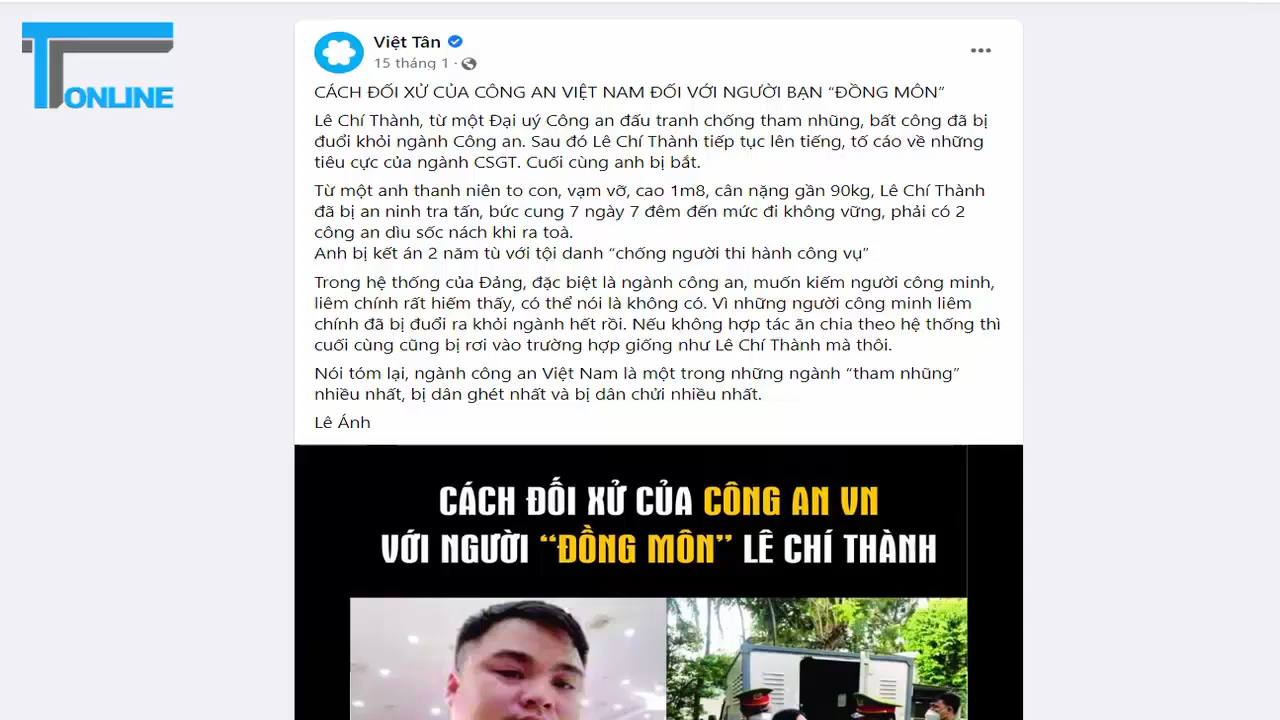 T ONLINE
Việt Tân
15 tháng 1 ·
CÁCH ĐỐI XỬ CỦA CÔNG AN VIỆT NAM ĐỐI VỚI NGƯỜI BẠN “ĐỒNG MÔN”
Lê Chí Thành, từ một Đại uý Công an đấu tranh chống tham nhũng, bất công đã bị
đuổi khỏi ngành Công an. Sau đó Lê Chí Thành tiếp tục lên tiếng, tố cáo về những
tiêu cực của ngành CSGT. Cuối cùng anh bị bắt.
Từ một anh thanh niên to con, vạm vỡ, cao 1m8, cân nặng gần 90kg, Lê Chí Thành
đã bị an ninh tra tấn, bức cung 7 ngày 7 đêm đến mức đi không vững, phải có 2
công an dìu sốc nách khi ra toà.
Anh bị kết án 2 năm tù với tội danh “chống người thi hành công vụ”
Trong hệ thống của Đảng, đặc biệt là ngành công an, muốn kiếm người công minh,
liêm chính rất hiếm thấy, có thể nói là không có. Vì những người công minh liêm
chính đã bị đuổi ra khỏi ngành hết rồi. Nếu không hợp tác ăn chia theo hệ thống thì
cuối cùng cũng bị rơi vào trường hợp giống như Lê Chí Thành mà thôi.
Nói tóm lại, ngành công an Việt Nam là một trong những ngành “tham nhũng”
nhiều nhất, bị dân ghét nhất và bị dân chửi nhiều nhất.
Lê Ánh
CÁCH ĐỐI XỬ CỦA CÔNG AN VN
VỚI NGƯỜI “ĐỒNG MÔN” LÊ CHÍ THÀNH